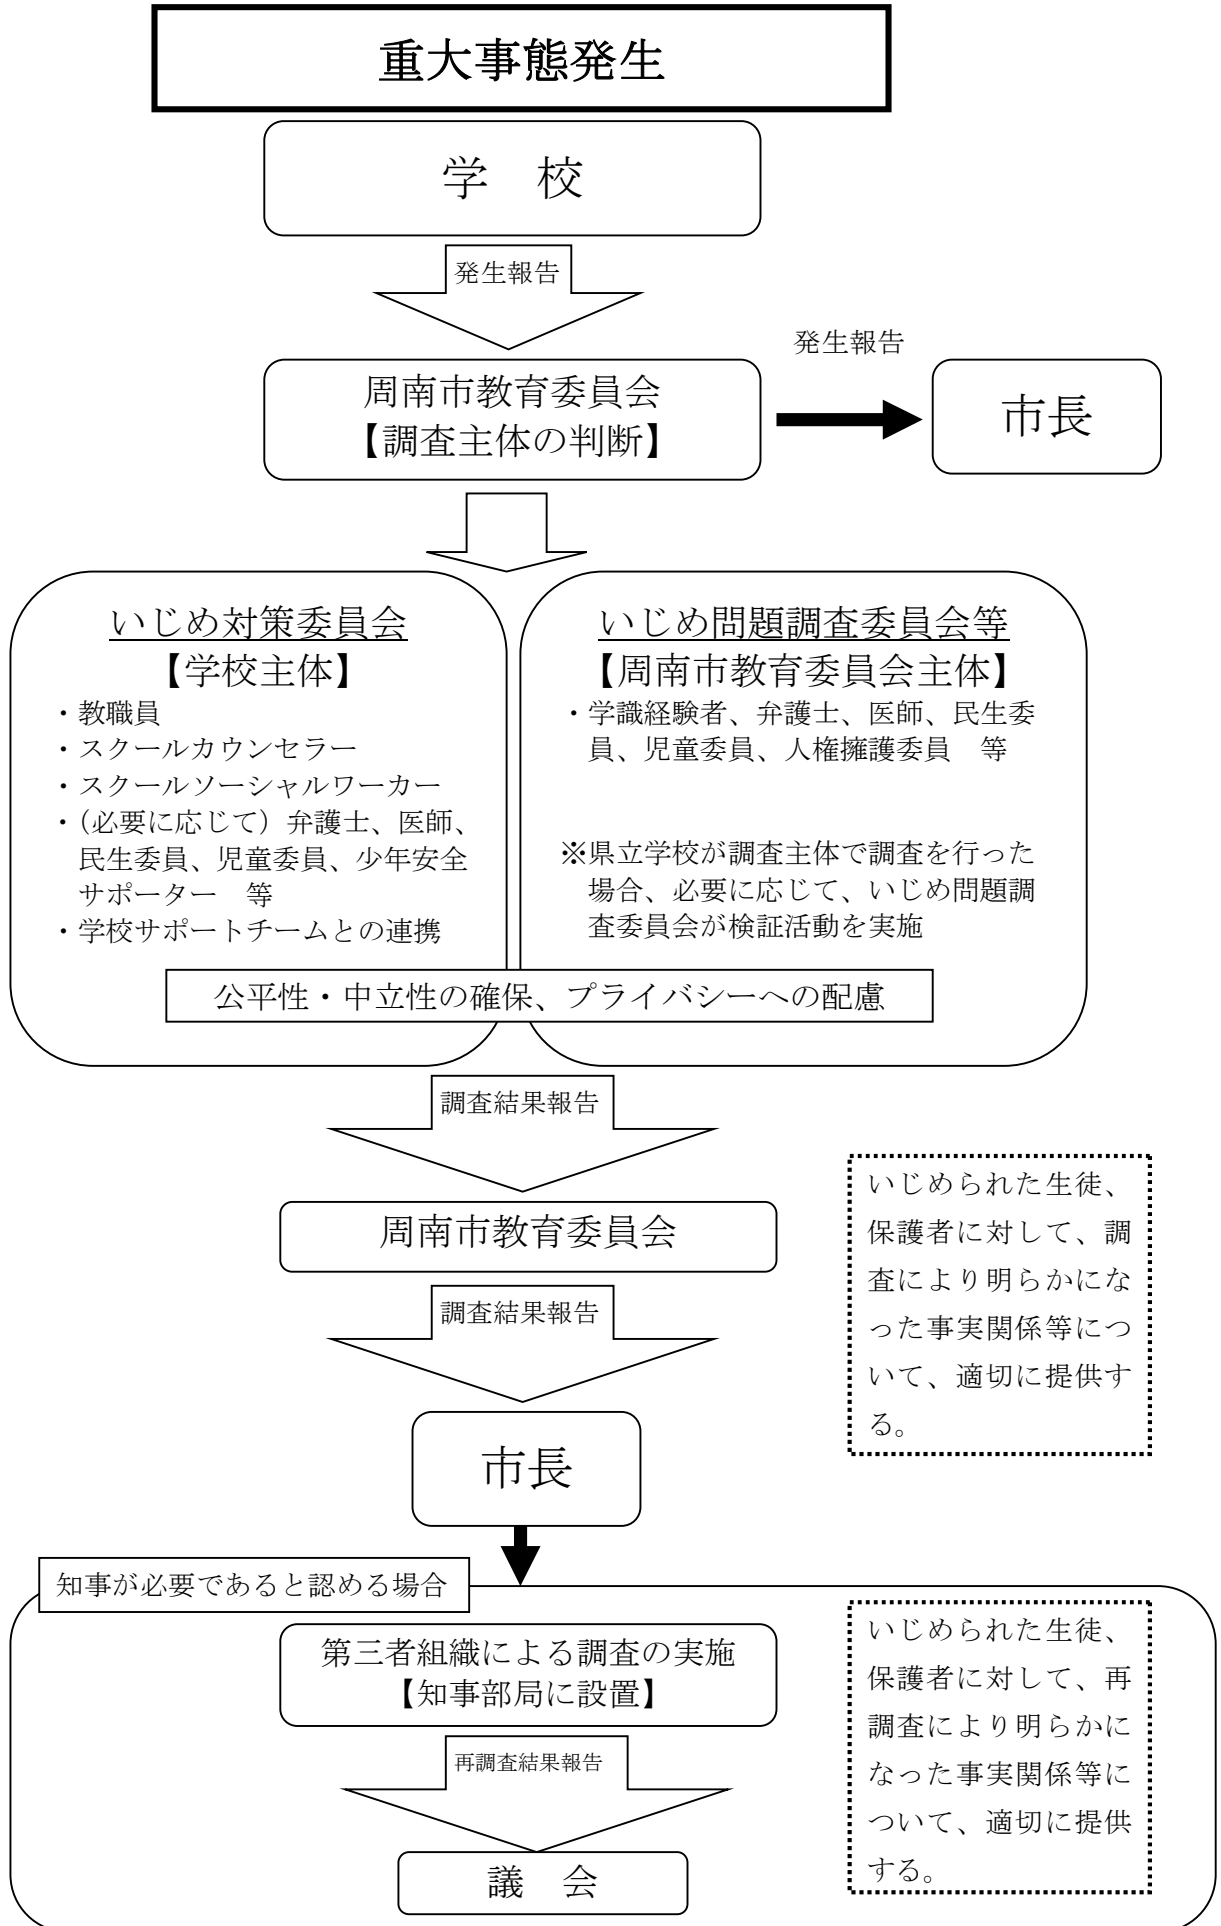 重大事態発生
学　校
発生報告
発生報告
周南市教育委員会
【調査主体の判断】
市長
いじめ対策委員会
【学校主体】
・教職員
・スクールカウンセラー
・スクールソーシャルワーカー
・（必要に応じて）弁護士、医師、
民生委員、児童委員、少年安全
サポーター　等
・学校サポートチームとの連携
いじめ問題調査委員会等
【周南市教育委員会主体】
・学識経験者、弁護士、医師、民生委
員、児童委員、人権擁護委員　等
※県立学校が調査主体で調査を行った
場合、必要に応じて、いじめ問題調
査委員会が検証活動を実施
公平性・中立性の確保、プライバシーへの配慮
調査結果報告
周南市教育委員会
調査結果報告
いじめられた生徒、
保護者に対して、調
査により明らかにな
った事実関係等につ
いて、適切に提供す
る。
市長
知事が必要であると認める場合
第三者組織による調査の実施
【知事部局に設置】
再調査結果報告
議　会
いじめられた生徒、
保護者に対して、再
調査により明らかに
なった事実関係等に
ついて、適切に提供
する。